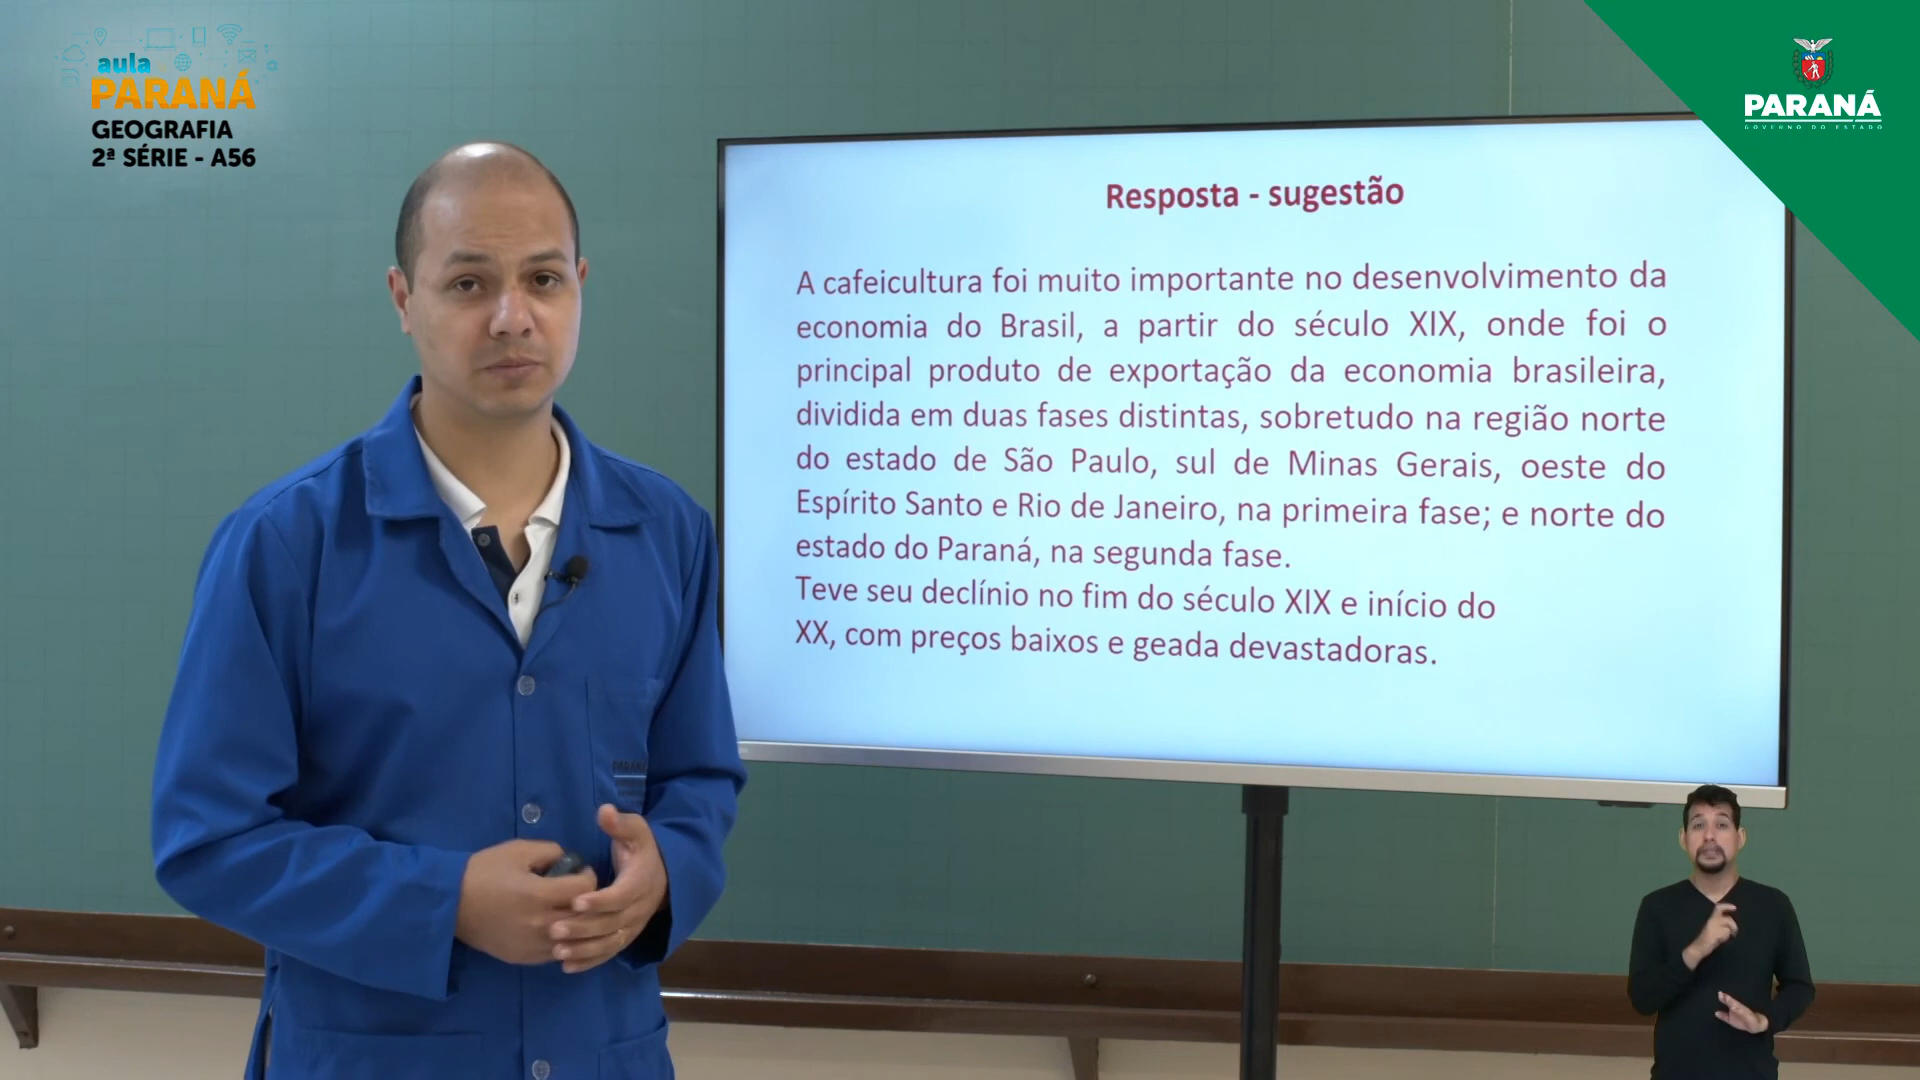 aula
PARANÁ
GEOGRAFIA
2ª SÉRIE - A56
PARANÁ
GOVERNO DO ESTADO
Resposta - sugestão
A cafeicultura foi muito importante no desenvolvimento da
economia do Brasil, a partir do século XIX, onde foi o
principal produto de exportação da economia brasileira,
dividida em duas fases distintas, sobretudo na região norte
do estado de São Paulo, sul de Minas Gerais, oeste do
Espírito Santo e Rio de Janeiro, na primeira fase; e norte do
estado do Paraná, na segunda fase.
Teve seu declínio no fim do século XIX e início do
XX, com preços baixos e geada devastadoras.
PARANÁ